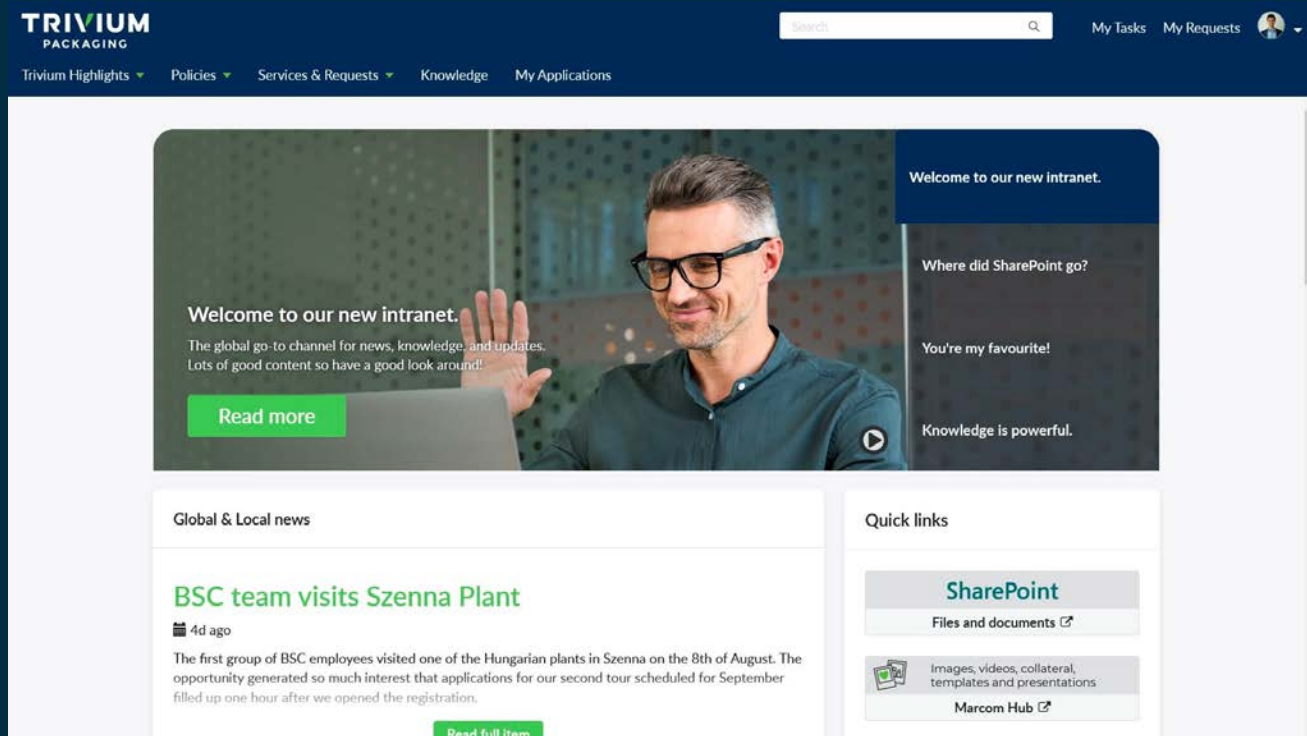 TRIVIUM
PACKAGING
Search
My Tasks My Requests
Trivium Highlights Policies Services & Requests Knowledge My Applications
Welcome to our new intranet.
The global go-to channel for news, knowledge, and updates.
Lots of good content so have a good look around!
Read more
Welcome to our new intranet.
Where did SharePoint go?
You're my favourite!
Knowledge is powerful.
Global & Local news
BSC team visits Szenna Plant
4d ago
The first group of BSC employees visited one of the Hungarian plants in Szenna on the 8th of August. The
opportunity generated so much interest that applications for our second tour scheduled for September
filled up one hour after we opened the registration.
Read full item
Quick links
SharePoint
Files and documents
Images, videos, collateral,
templates and presentations
Marcom Hub